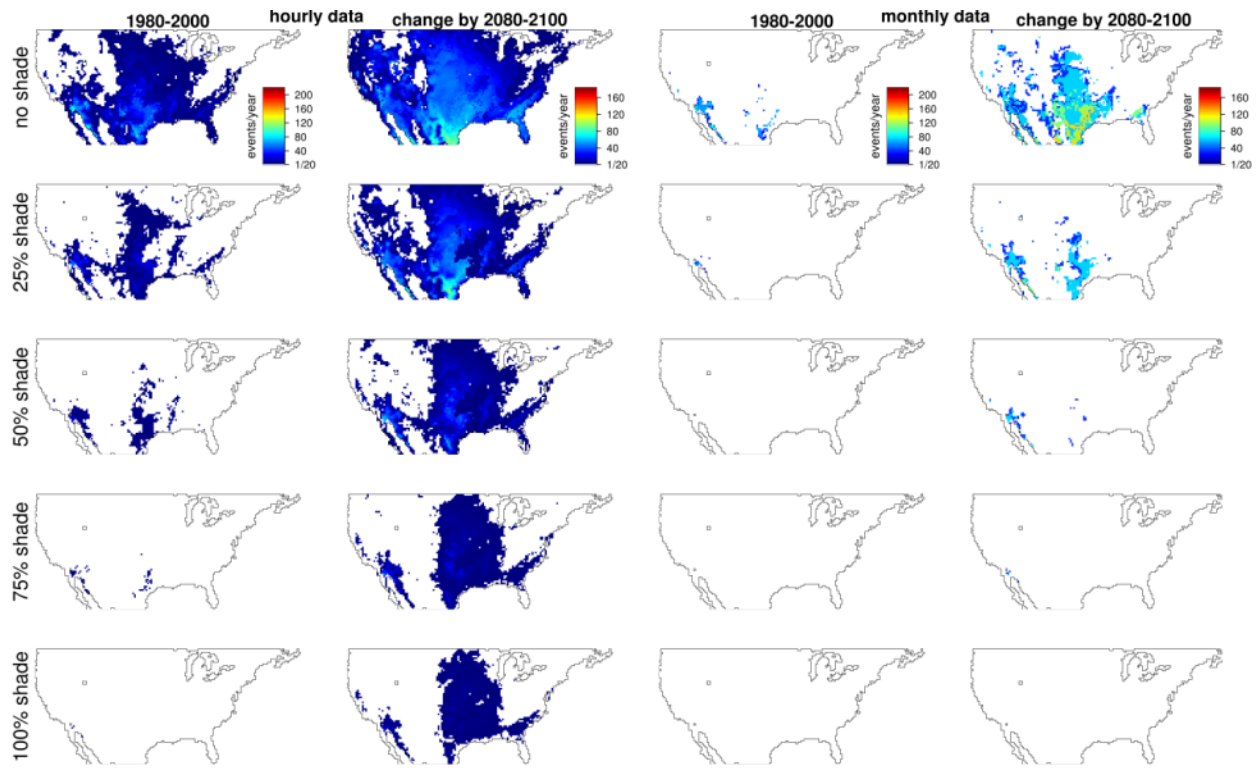 hourly data
monthly data
1980-2000
change by 2080-2100
1980-2000
change by 2080-2100
no shade
events/year
200
160
120
80
40
1/20
events/year
160
120
80
40
1/20
events/year
200
160
120
80
40
1/20
events/year
160
120
80
40
1/20
25% shade
50% shade
75% shade
100% shade